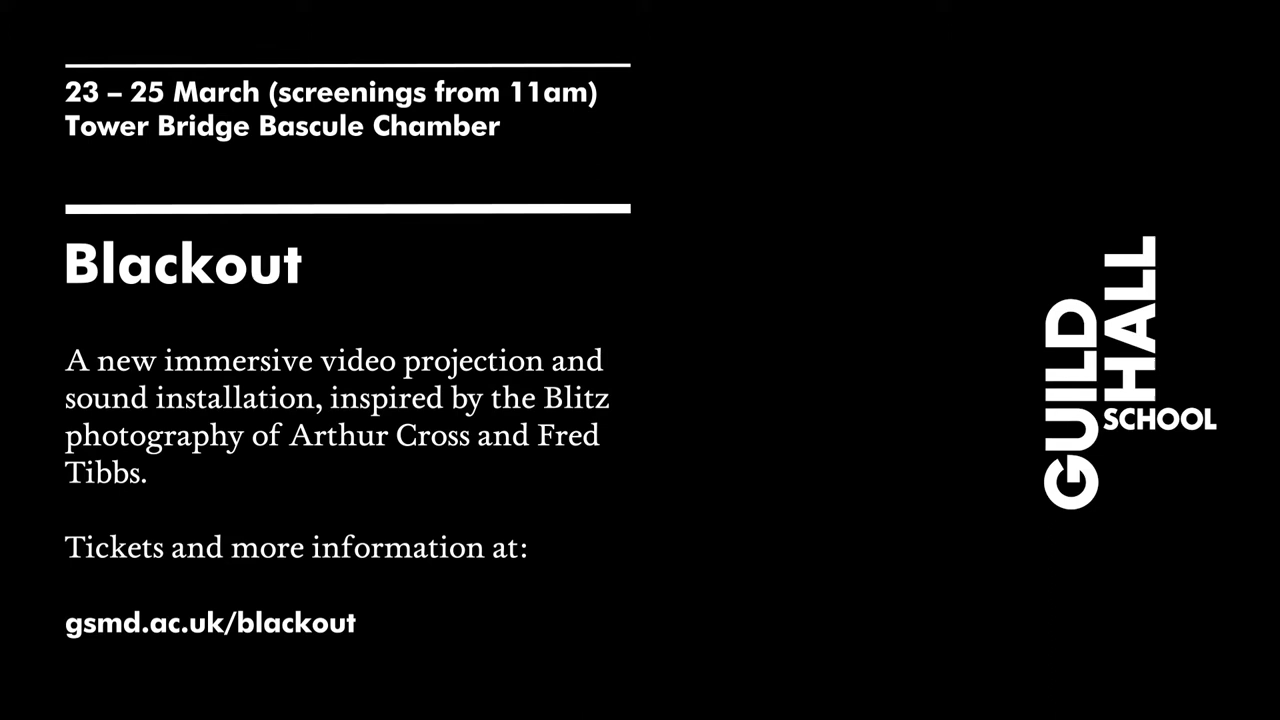 23 – 25 March (screenings from 11am)
Tower Bridge Bascule Chamber
Blackout
A new immersive video projection and
sound installation, inspired by the Blitz
photography of Arthur Cross and Fred
Tibbs.
Tickets and more information at:
gsmd.ac.uk/blackout
GUILD
HALL
SCHOOL